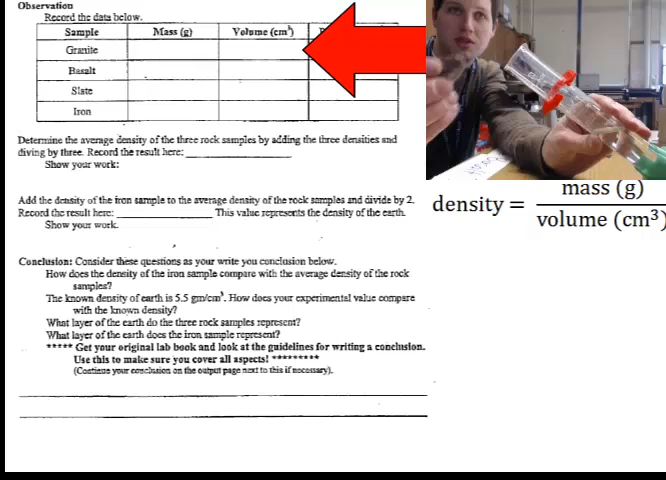 Observation
Record the data below.
Sample Mass (g) Volume (cm³)
Granite
Basalt
Slate
Iron
Determine the average density of the three rock samples by adding the three densities and
diving by three. Record the result here: ____________
Show your work:
Add the density of the iron sample to the average density of the rock samples and divide by 2.
Record the result here: ____________ This value represents the density of the earth.
Show your work.
Conclusion: Consider these questions as your write you conclusion below.
How does the density of the iron sample compare with the average density of the rock
samples?
The known density of earth is 5.5 gm/cm³. How does your experimental value compare
with the known density?
What layer of the earth do the three rock samples represent?
What layer of the earth does the iron sample represent?
***** Get your original lab book and look at the guidelines for writing a conclusion.
Use this to make sure you cover all aspects! *********
(Continue your conclusion on the output page next to this if necessary).
density = mass (g)
volume (cm³)